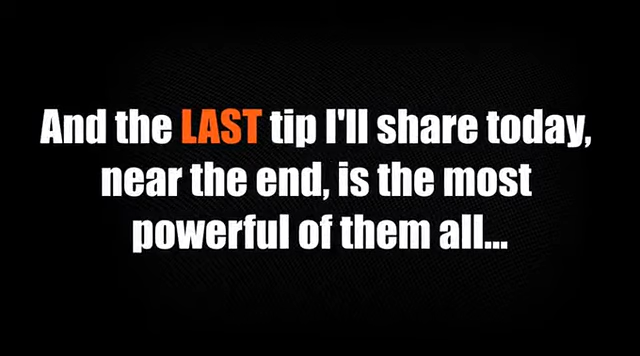 And the LAST tip I'll share today,
near the end, is the most
powerful of them all...